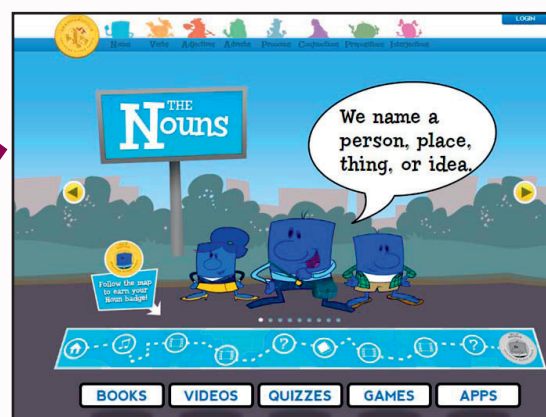 LOGIN
Nouns Verbs Adjectives Adverbs Pronouns Conjunctions Prepositions Interjections
THE
Nouns
We name a
person, place,
thing, or idea.
Follow the map
to earn your
Noun badge!
?
?
BOOKS VIDEOS QUIZZES GAMES APPS